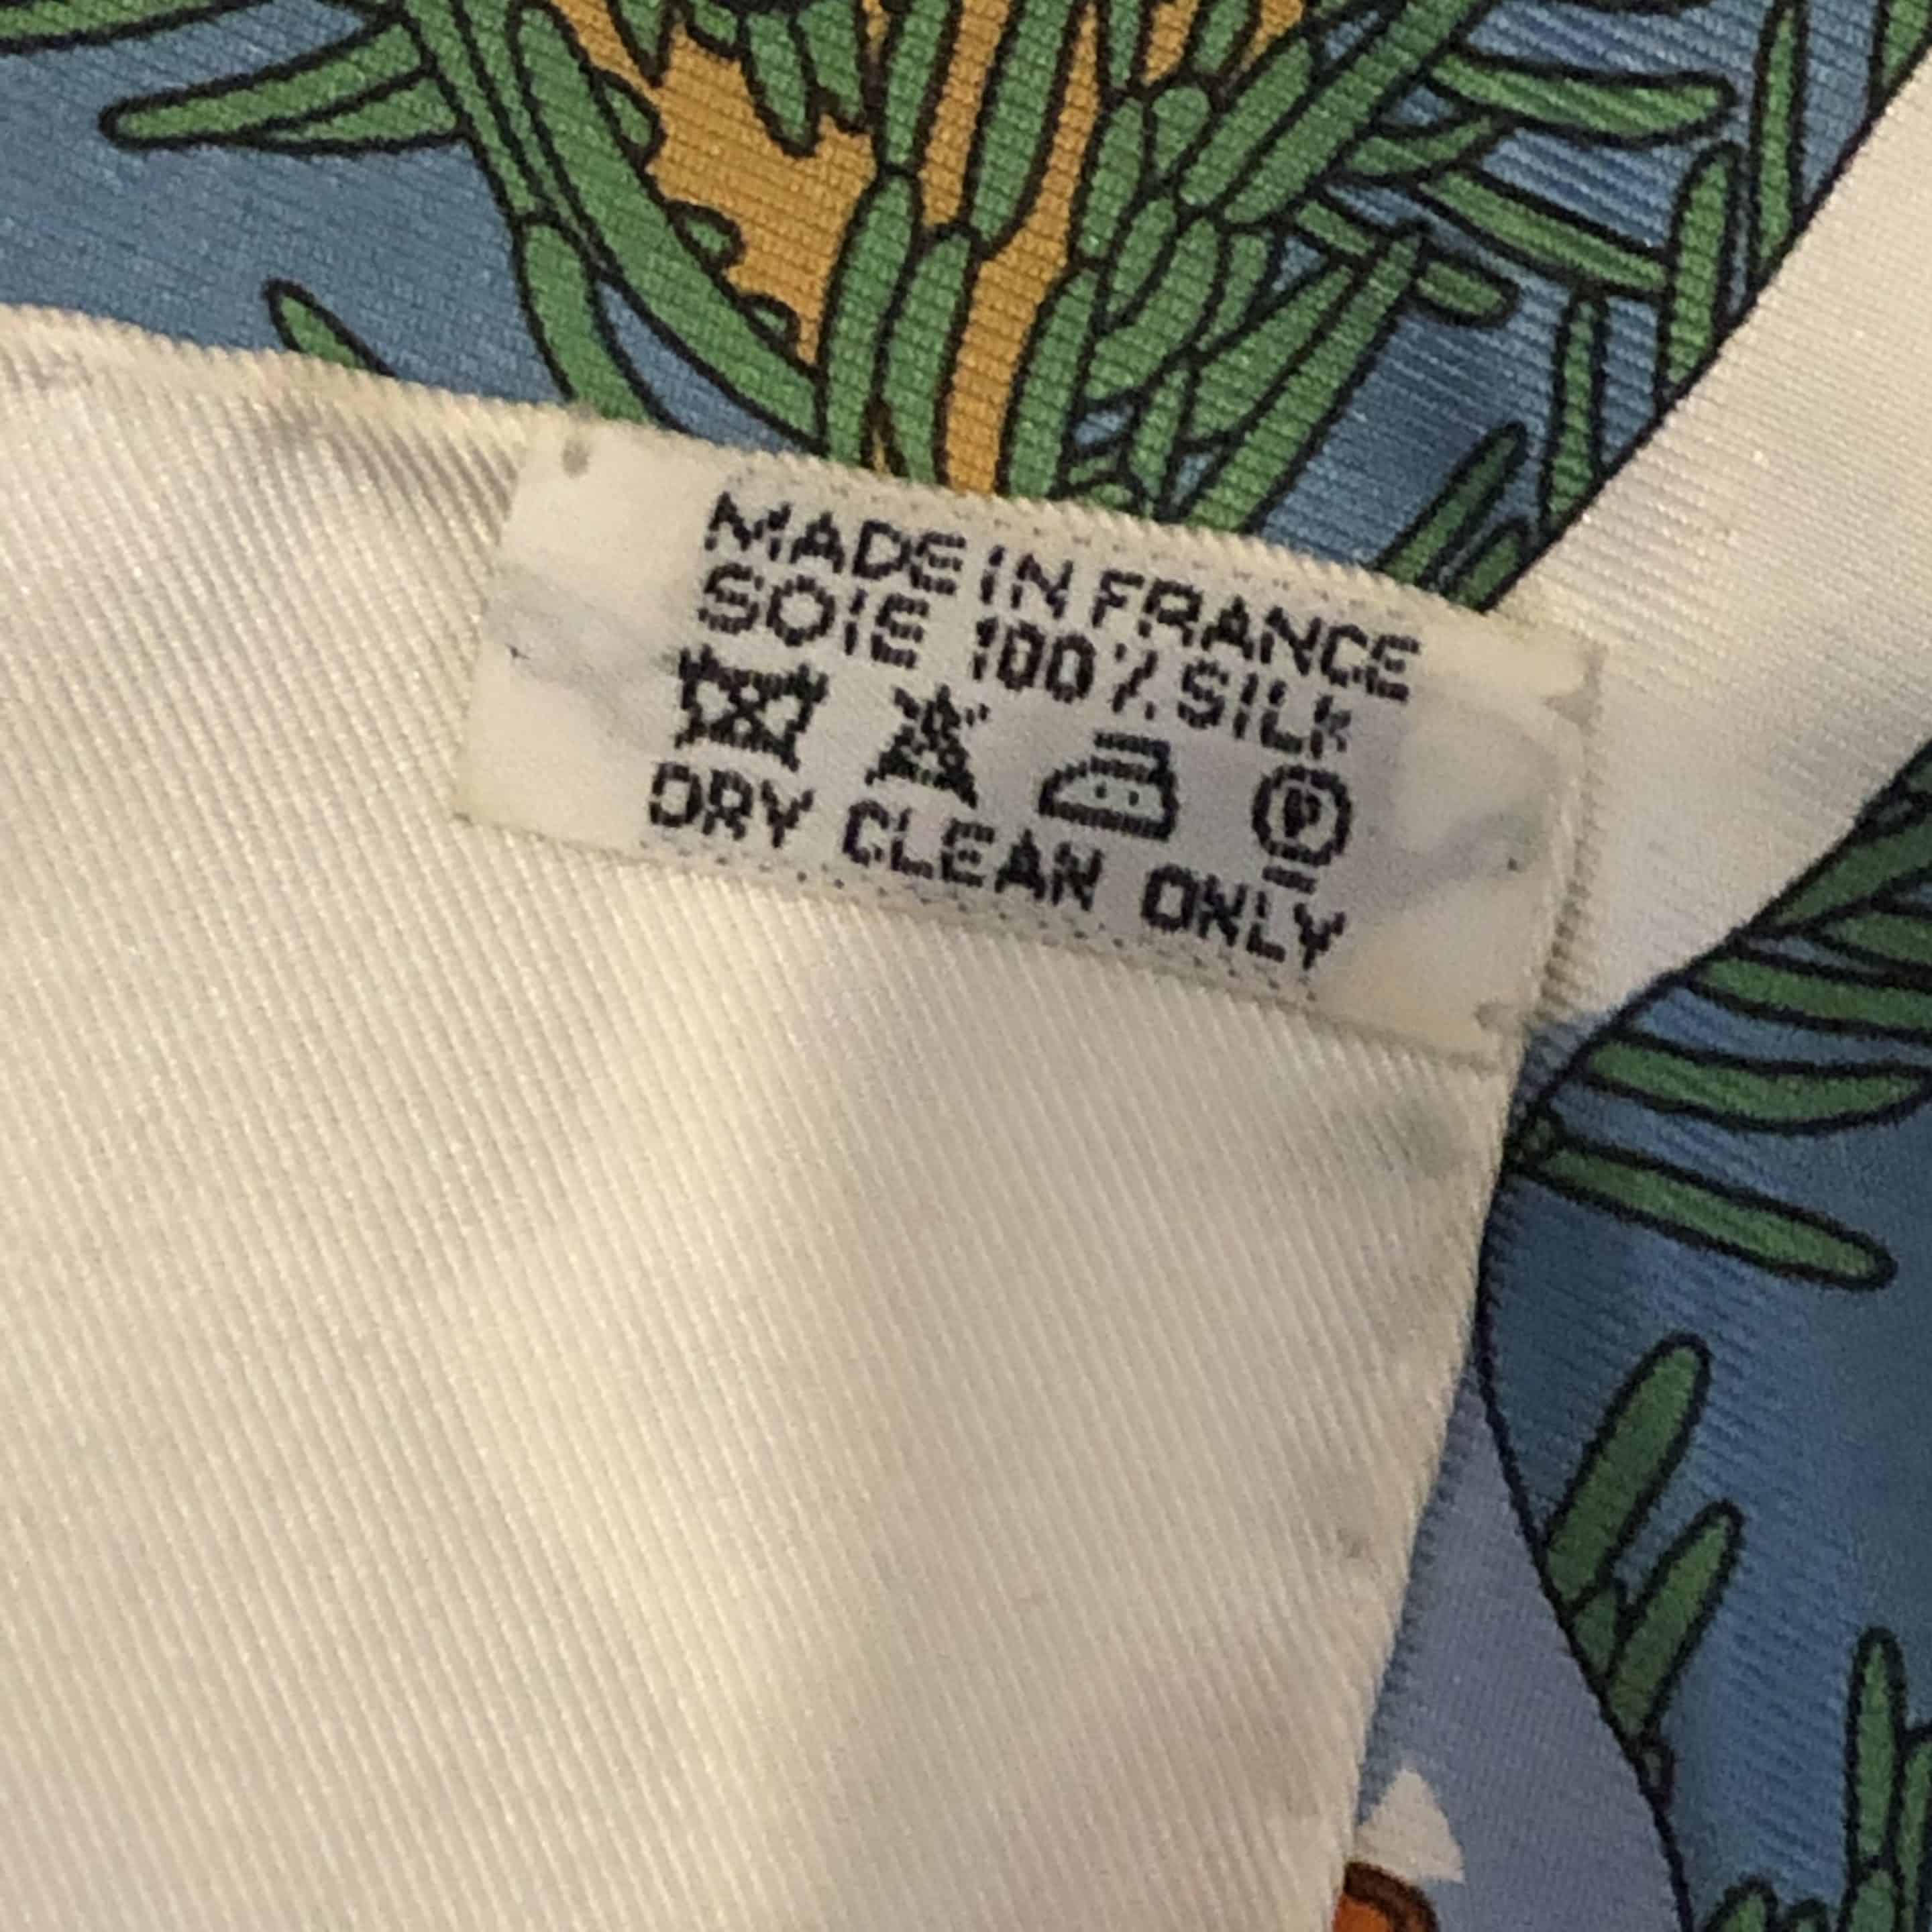 MADE IN FRANCE
SOIE 100% SILK
P
DRY CLEAN ONLY